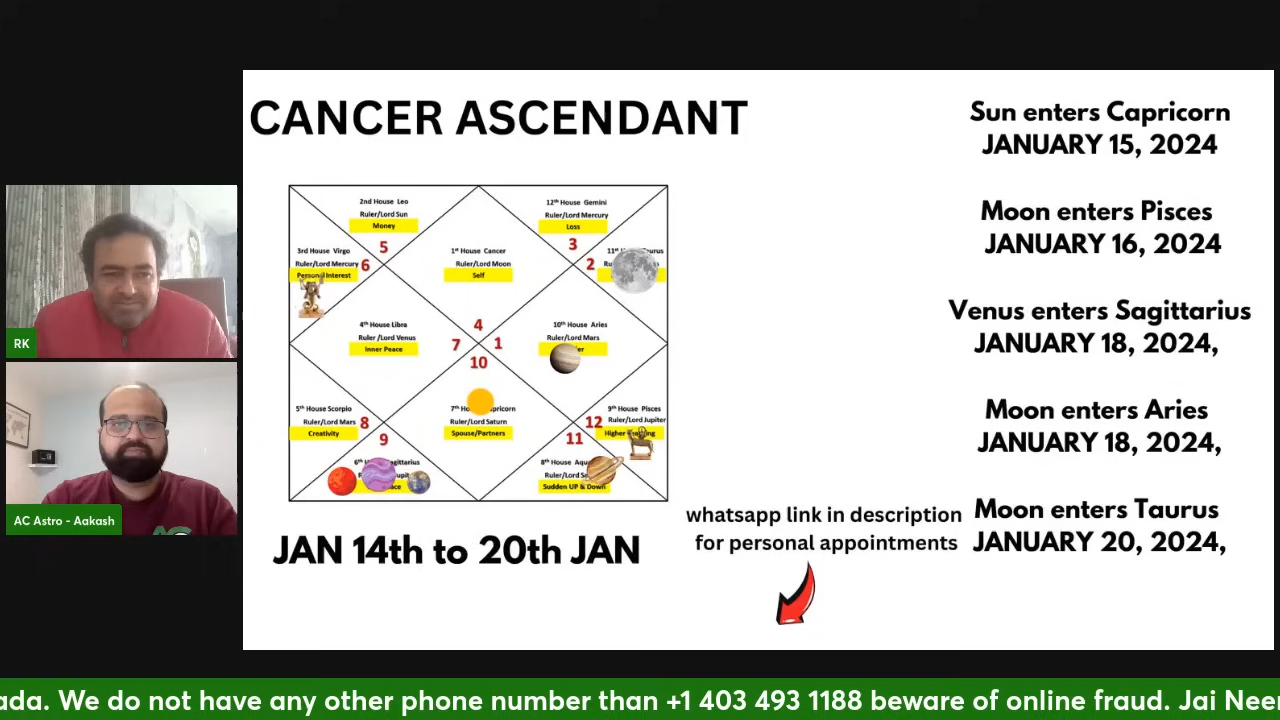 CANCER ASCENDANT
Sun enters Capricorn
JANUARY 15, 2024
Moon enters Pisces
JANUARY 16, 2024
Venus enters Sagittarius
JANUARY 18, 2024,
Moon enters Aries
JANUARY 18, 2024,
Moon enters Taurus
JANUARY 20, 2024,
2nd House Leo
Ruler/Lord Sun
Money
5
12th House Gemini
Ruler/Lord Mercury
Loss
3
3rd House Virgo
Ruler/Lord Mercury
Personal Interest
6
1st House Cancer
Ruler/Lord Moon
Self
2
4th House Libra
Ruler/Lord Venus
Inner Peace
4
7
1
10
10th House Aries
Ruler/Lord Mars
5th House Scorpio
Ruler/Lord Mars
Creativity
8
9
Ruler/Lord Saturn
Spouse/Partners
9th House Pisces
Ruler/Lord Jupiter
Higher
12
11
8th House
Sudden UP & Down
JAN 14th to 20th JAN
whatsapp link in description
for personal appointments
RK
AC Astro - Aakash
We do not have any other phone number than +1 403 493 1188 beware of online fraud. Jai